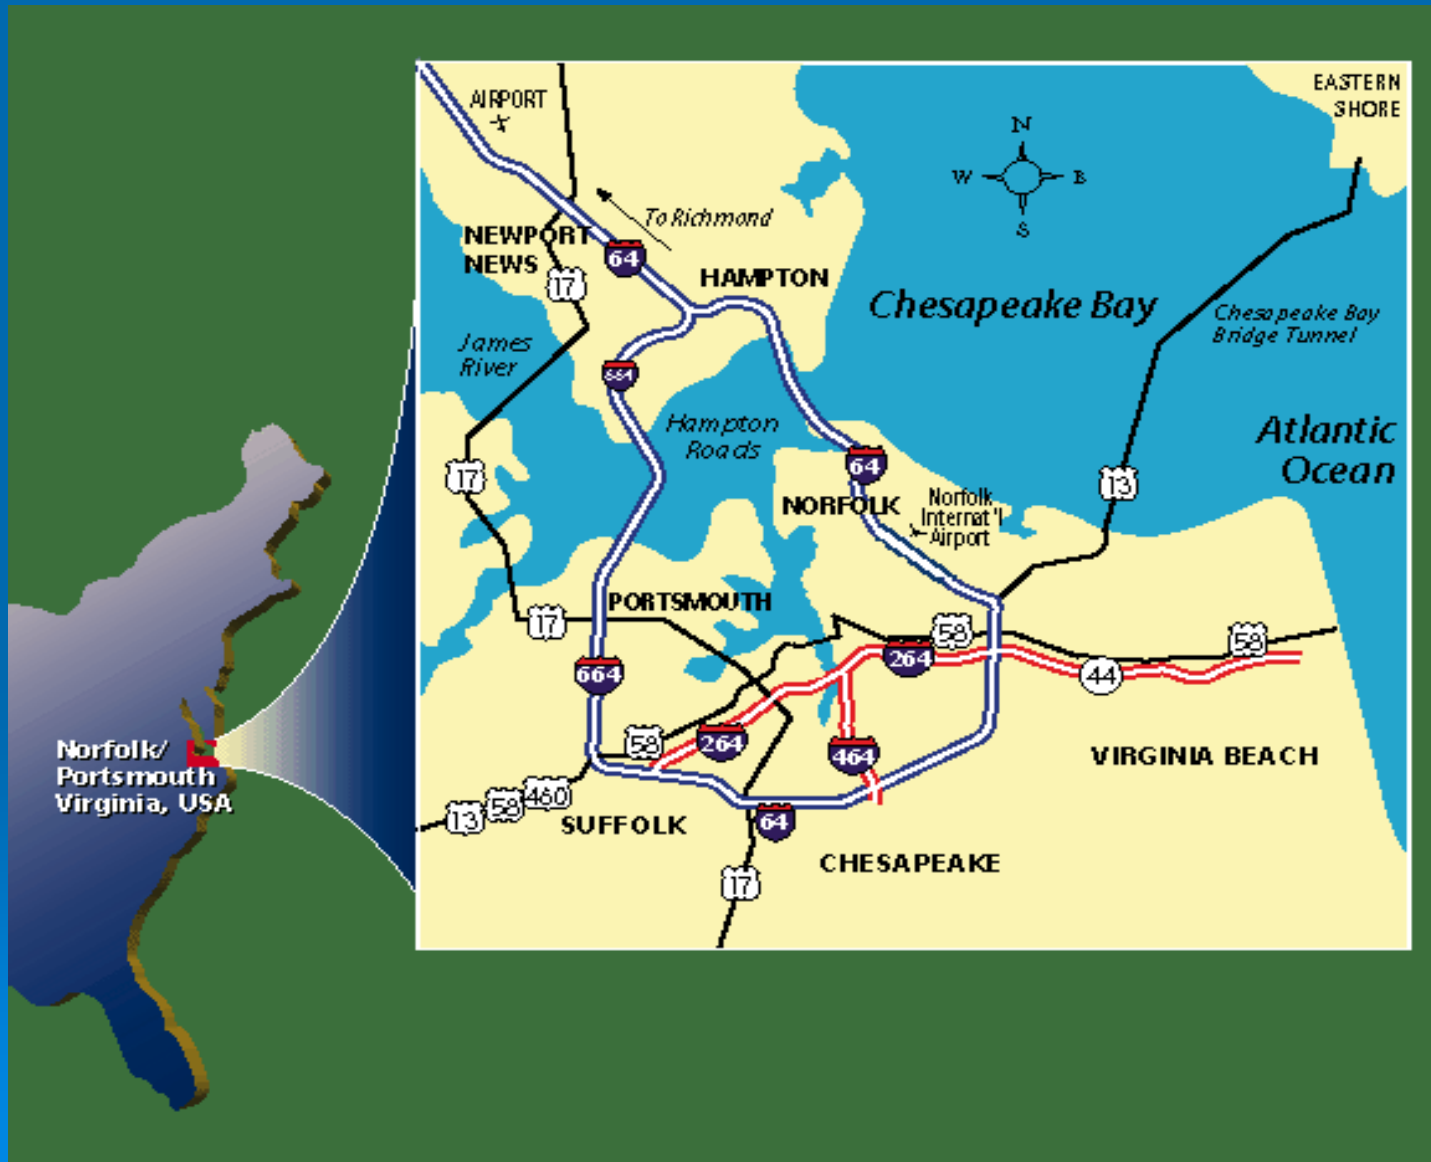 AIRPORT
EASTERN
SHORE
N
W
E
S
To Richmond
NEWPORT
NEWS
64
17
HAMPTON
Chesapeake Bay
Chesapeake Bay
Bridge Tunnel
James
River
664
Hampton
Roads
Atlantic
Ocean
17
64
13
NORFOLK
Norfolk
Internat'l
Airport
17
PORTSMOUTH
58
58
264
664
44
58
264
464
VIRGINIA BEACH
Norfolk/
Portsmouth
Virginia, USA
13
58
460
SUFFOLK
64
CHESAPEAKE
17